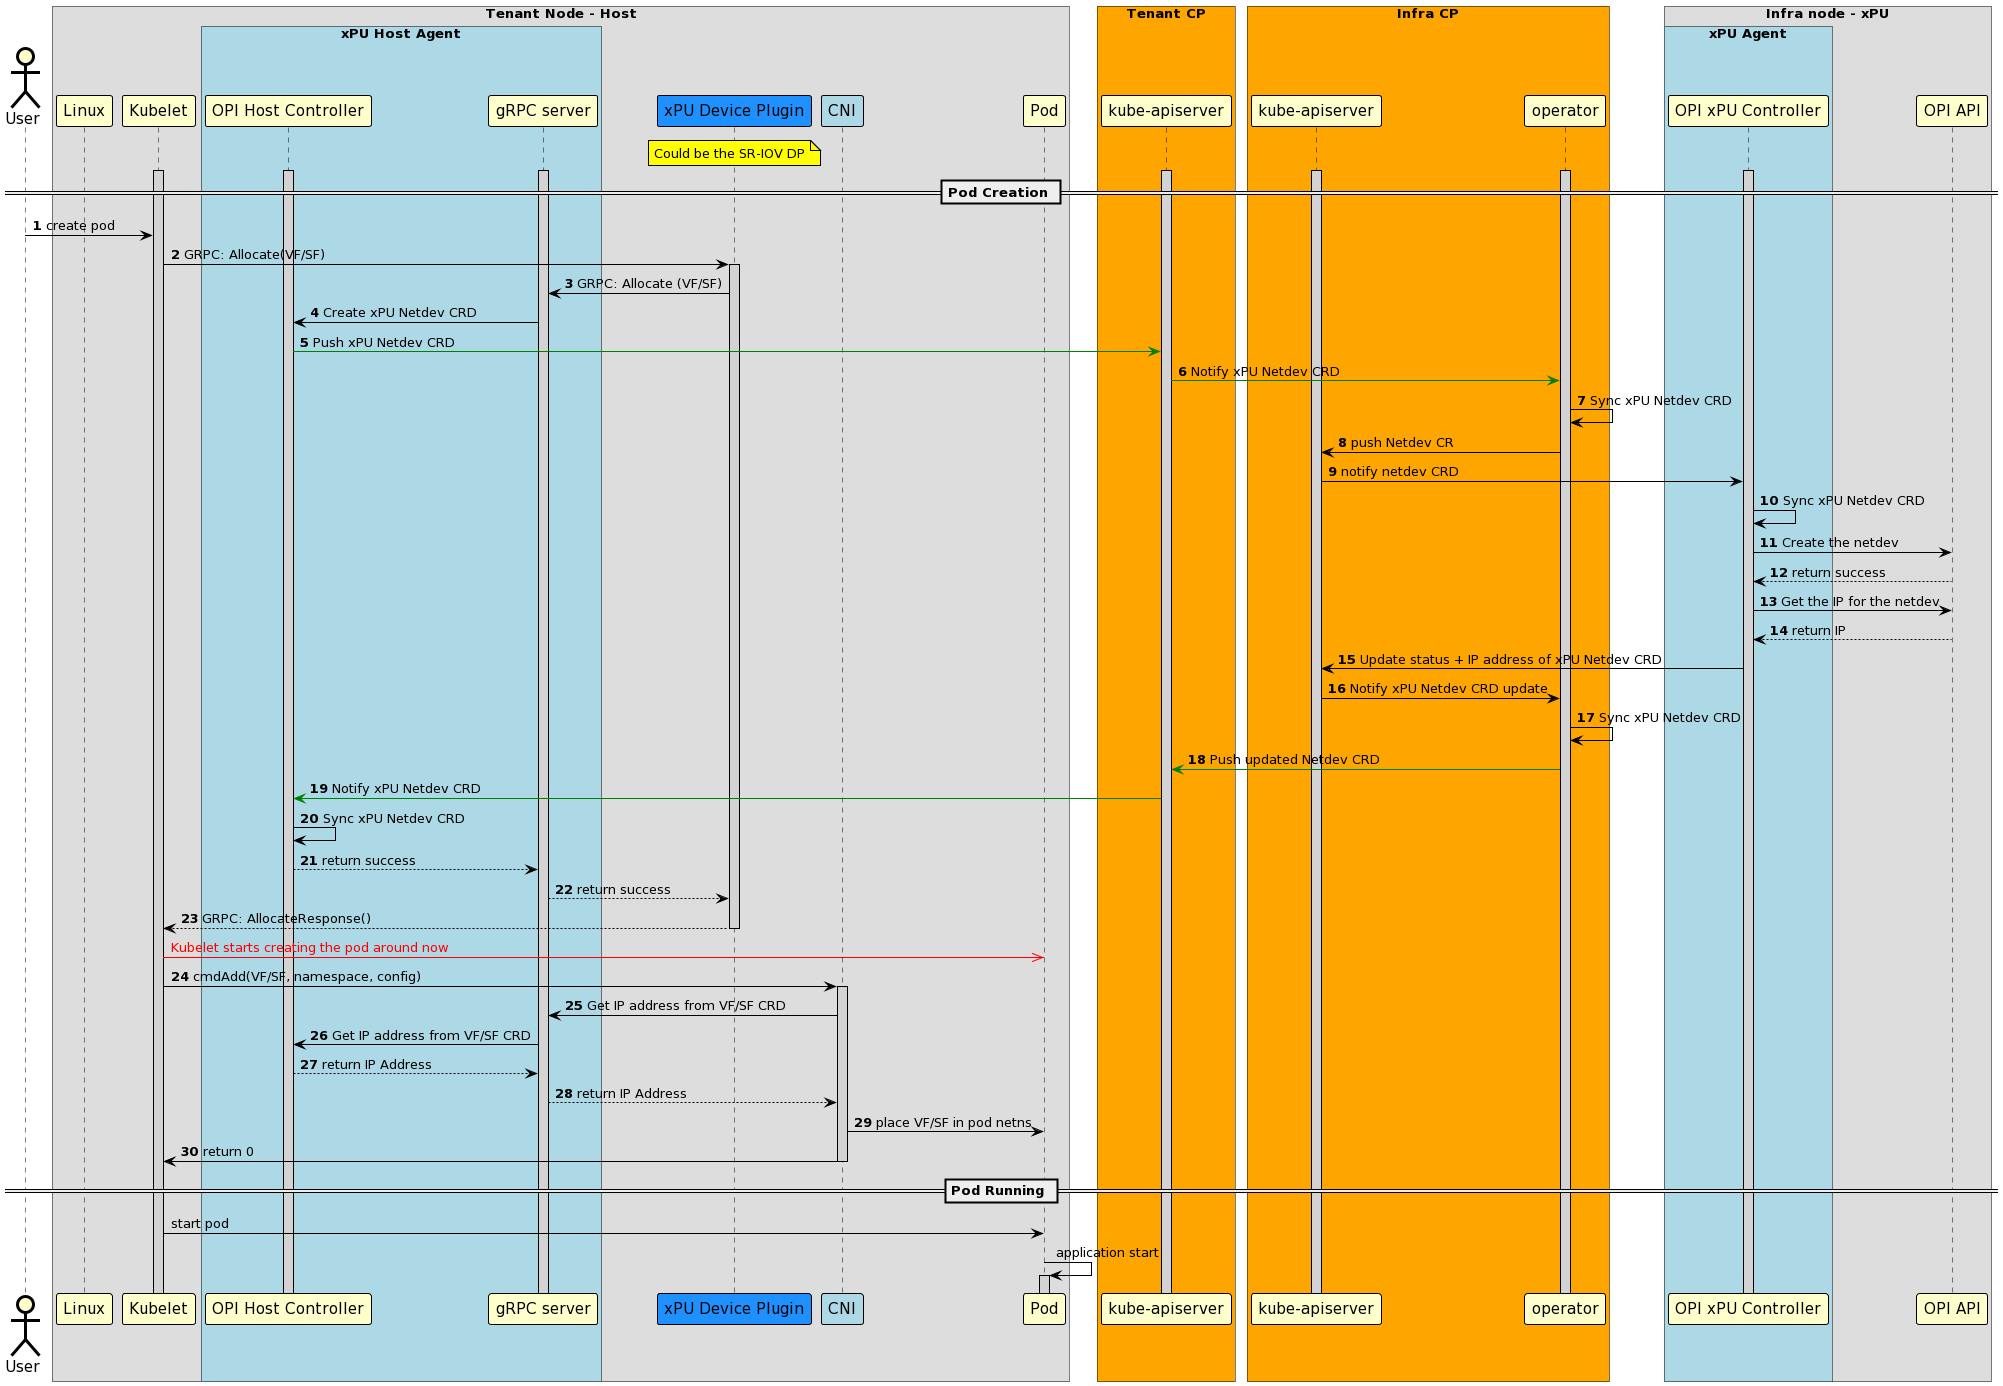 Tenant Node - Host
Tenant CP
Infra CP
Infra node - xPU
xPU Host Agent
xPU Agent
User
Linux
Kubelet
OPI Host Controller
gRPC server
xPU Device Plugin
CNI
Pod
kube-apiserver
kube-apiserver
operator
OPI xPU Controller
OPI API
Could be the SR-IOV DP
Pod Creation
1 create pod
2 GRPC: Allocate(VF/SF)
3 GRPC: Allocate (VF/SF)
4 Create xPU Netdev CRD
5 Push xPU Netdev CRD
6 Notify xPU Netdev CRD
7 Sync xPU Netdev CRD
8 push Netdev CR
9 notify netdev CRD
10 Sync xPU Netdev CRD
11 Create the netdev
12 return success
13 Get the IP for the netdev
14 return IP
15 Update status + IP address of xPU Netdev CRD
16 Notify xPU Netdev CRD update
17 Sync xPU Netdev CRD
18 Push updated Netdev CRD
19 Notify xPU Netdev CRD
20 Sync xPU Netdev CRD
21 return success
22 return success
23 GRPC: AllocateResponse()
Kubelet starts creating the pod around now
24 cmdAdd(VF/SF, namespace, config)
25 Get IP address from VF/SF CRD
26 Get IP address from VF/SF CRD
27 return IP Address
28 return IP Address
29 place VF/SF in pod netns
30 return 0
Pod Running
start pod
application start
User
Linux
Kubelet
OPI Host Controller
gRPC server
xPU Device Plugin
CNI
Pod
kube-apiserver
kube-apiserver
operator
OPI xPU Controller
OPI API